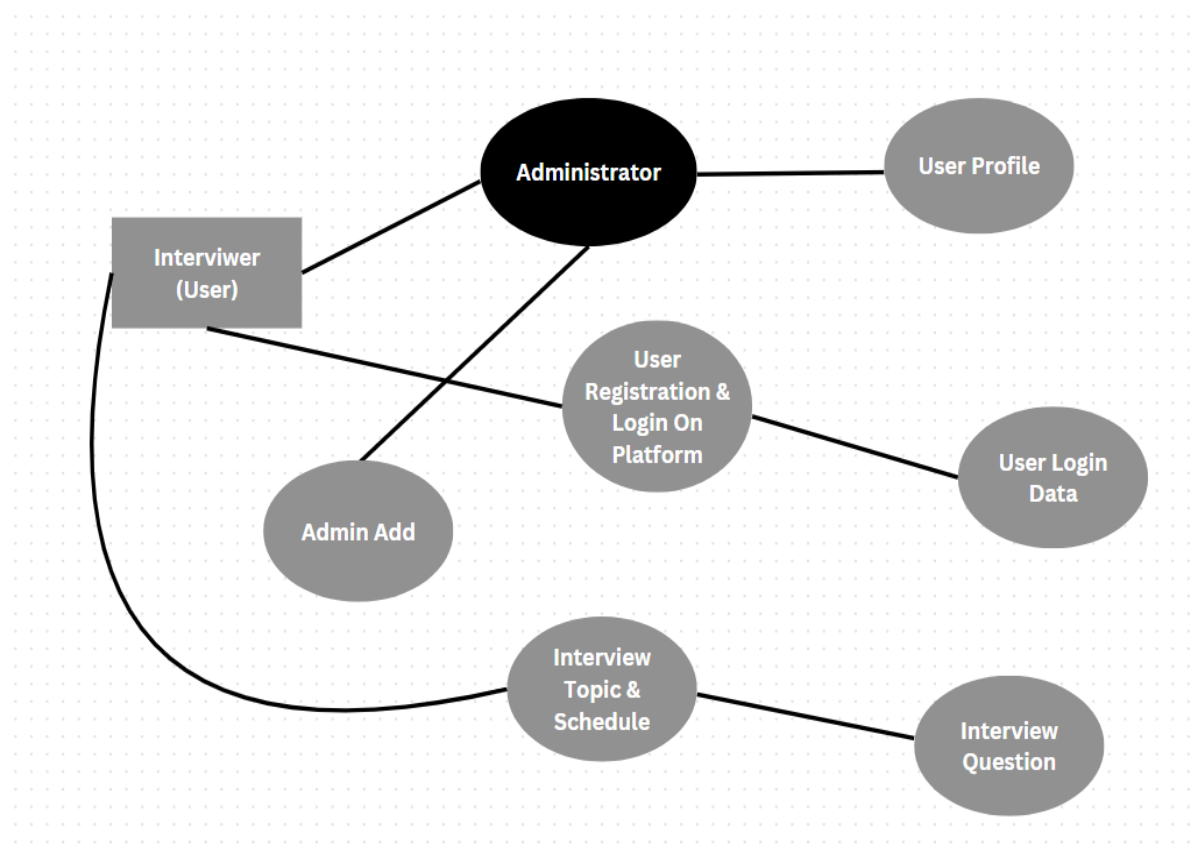 Administrator
User Profile
Interviwer
(User)
User
Registration &
Login On
Platform
User Login
Data
Admin Add
Interview
Topic &
Schedule
Interview
Question